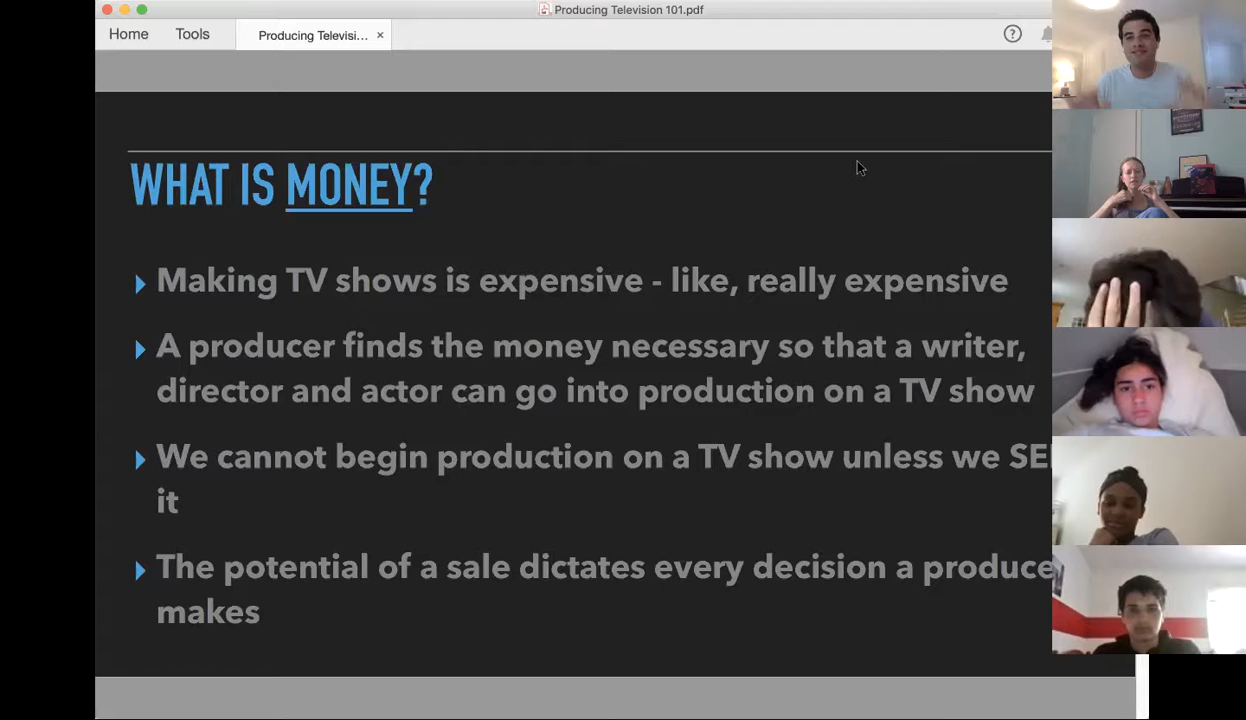 Producing Television 101.pdf
Home Tools Producing Televisi... ×
WHAT IS MONEY?
Making TV shows is expensive - like, really expensive
A producer finds the money necessary so that a writer,
director and actor can go into production on a TV show
We cannot begin production on a TV show unless we
it
The potential of a sale dictates every decision a
makes